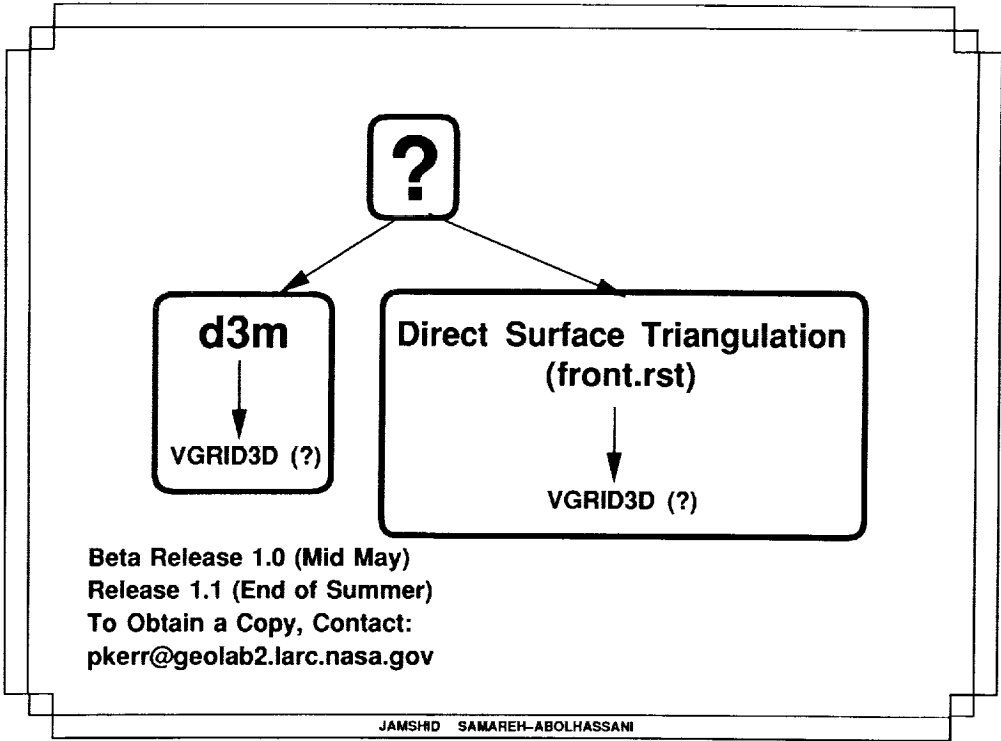 ?
d3m
VGRID3D (?)
Direct Surface Triangulation
(front.rst)
VGRID3D (?)
Beta Release 1.0 (Mid May)
Release 1.1 (End of Summer)
To Obtain a Copy, Contact:
pkerr@geolab2.larc.nasa.gov
JAMSHID SAMAREH-ABOLHASSANI